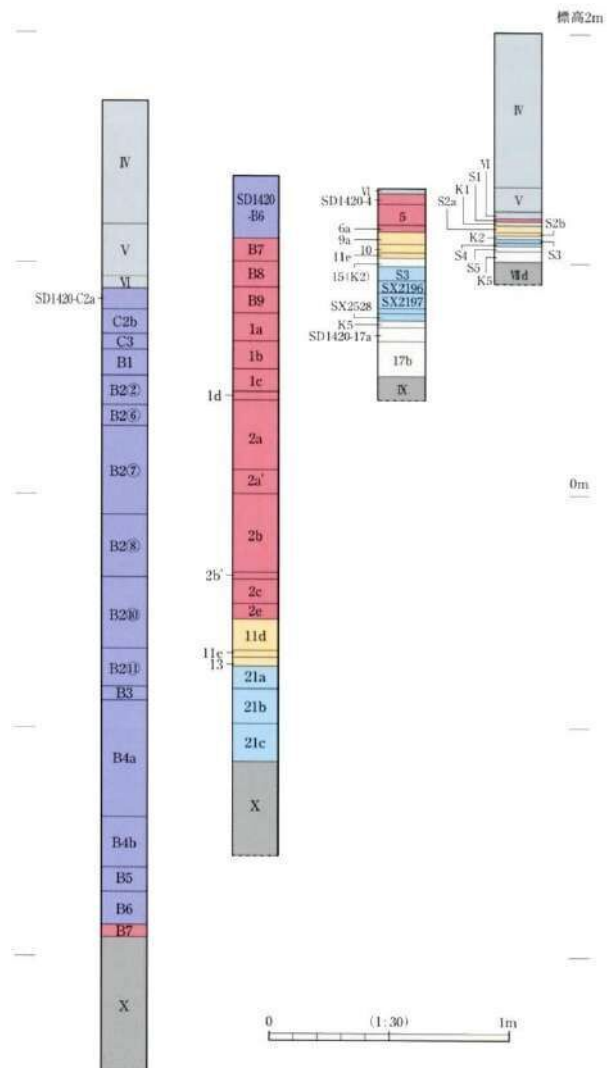 標高2m
0m
Ⅳ
Ⅴ
Ⅵ
SD1420-C2a
C2b
C3
B1
B2②
B2⑥
B2⑦
B2⑧
B2⑩
B2⑪
B3
B4a
B4b
B5
B6
B7
Ⅹ
SD1420
-B6
B7
B8
B9
1a
1b
1c
1d
2a
2a'
2b
2b'
2c
2e
11d
11e
13
21a
21b
21c
Ⅹ
Ⅵ
SD1420-4
5
6a
9a
10
11e
15(K2)
S3
SX2196
SX2197
SX2528
K5
SD1420-17a
17b
Ⅸ
Ⅳ
Ⅴ
Ⅵ
S1
K1
S2a
S2b
K2
S3
S4
S5
K5
Ⅷd
0 (1:30) 1m